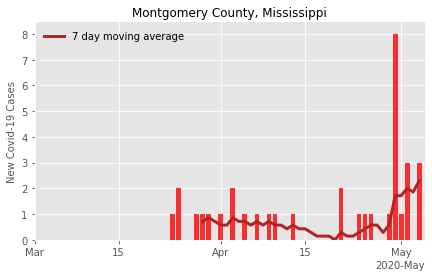 Montgomery County, Mississippi
7 day moving average
New Covid-19 Cases
8
7
6
5
4
3
2
1
0
Mar
15
Apr
15
May
2020-May